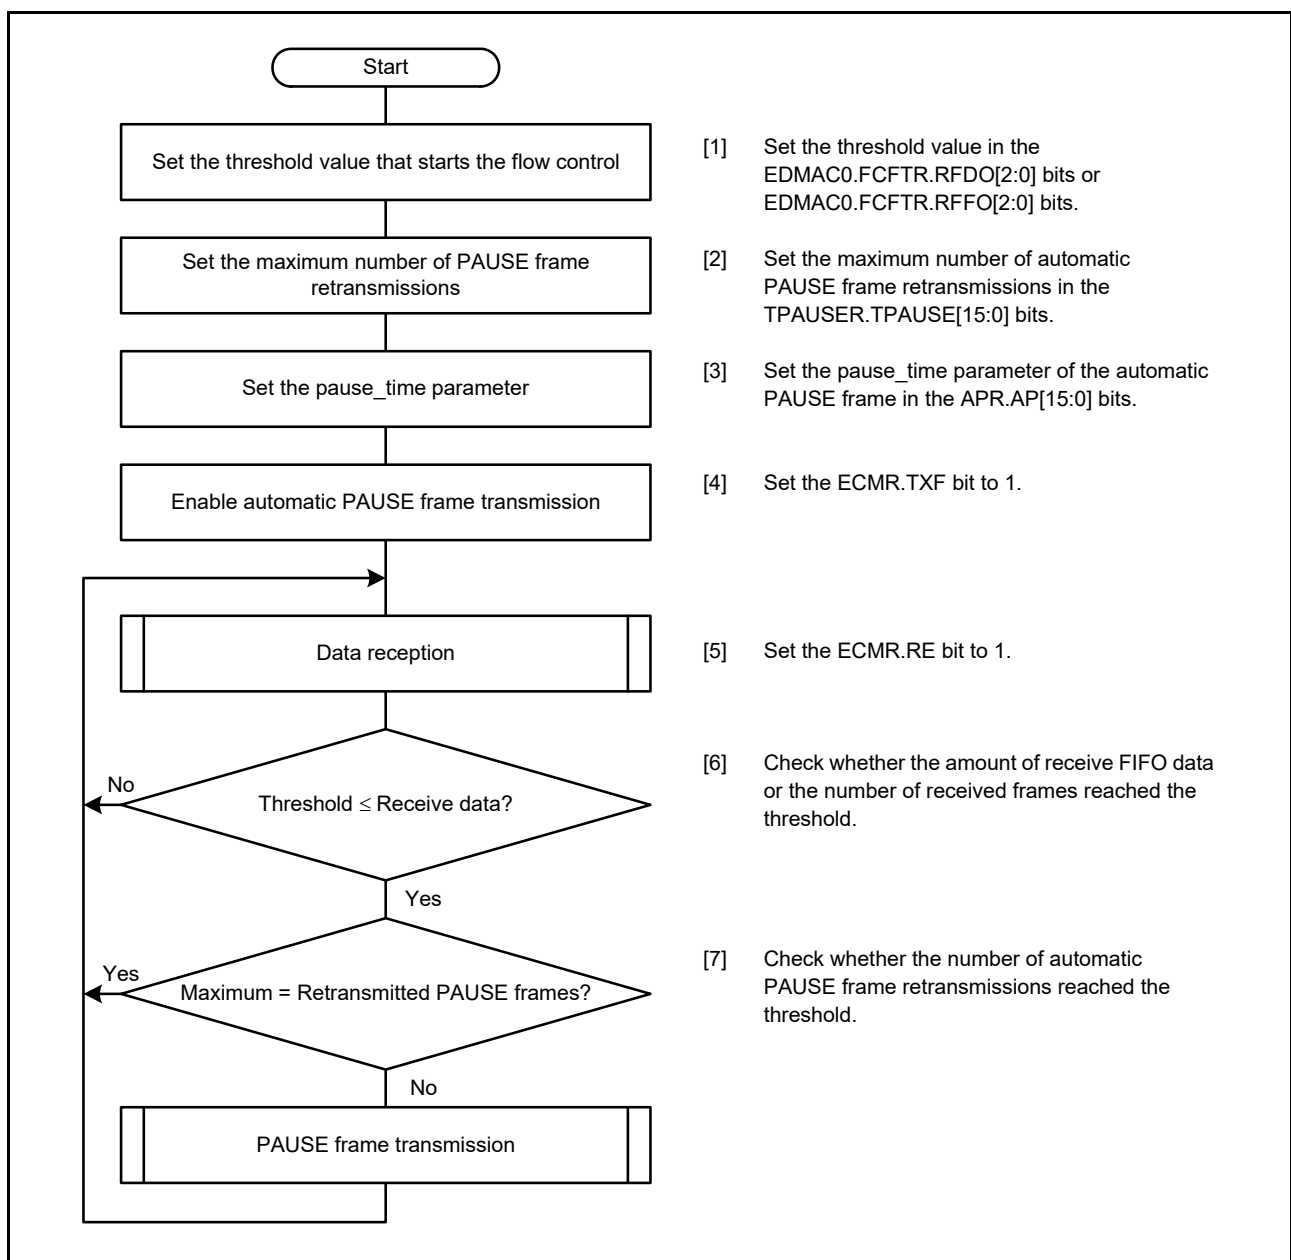 Start
Set the threshold value that starts the flow control
[1] Set the threshold value in the
EDMAC0.FCFTR.RFDO[2:0] bits or
EDMAC0.FCFTR.RFFO[2:0] bits.
Set the maximum number of PAUSE frame
retransmissions
[2] Set the maximum number of automatic
PAUSE frame retransmissions in the
TPAUSER.TPAUSE[15:0] bits.
Set the pause_time parameter
[3] Set the pause_time parameter of the automatic
PAUSE frame in the APR.AP[15:0] bits.
Enable automatic PAUSE frame transmission
[4] Set the ECMR.TXF bit to 1.
Data reception
[5] Set the ECMR.RE bit to 1.
No
Threshold ≤ Receive data?
[6] Check whether the amount of receive FIFO data
or the number of received frames reached the
threshold.
Yes
Yes
Maximum = Retransmitted PAUSE frames?
[7] Check whether the number of automatic
PAUSE frame retransmissions reached the
threshold.
No
PAUSE frame transmission